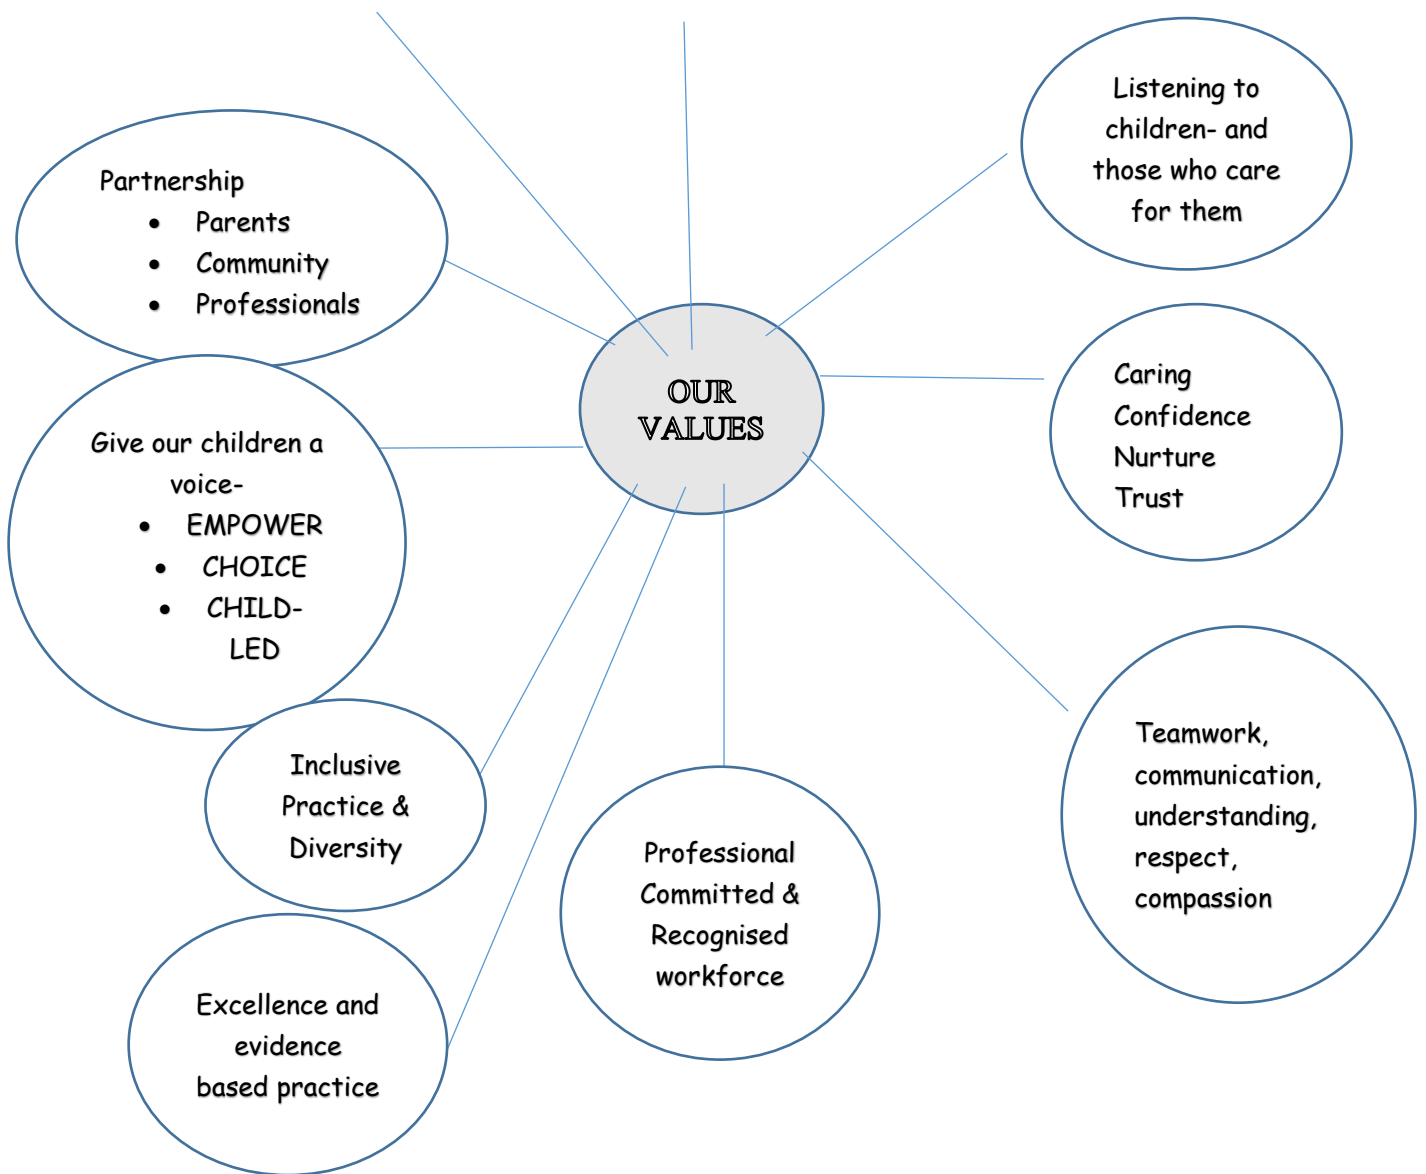 Listening to
children- and
those who care
for them
Partnership
• Parents
• Community
• Professionals
OUR
VALUES
Caring
Confidence
Nurture
Trust
Give our children a
voice-
• EMPOWER
• CHOICE
• CHILD-
LED
Teamwork,
communication,
understanding,
respect,
compassion
Inclusive
Practice &
Diversity
Professional
Committed &
Recognised
workforce
Excellence and
evidence
based practice